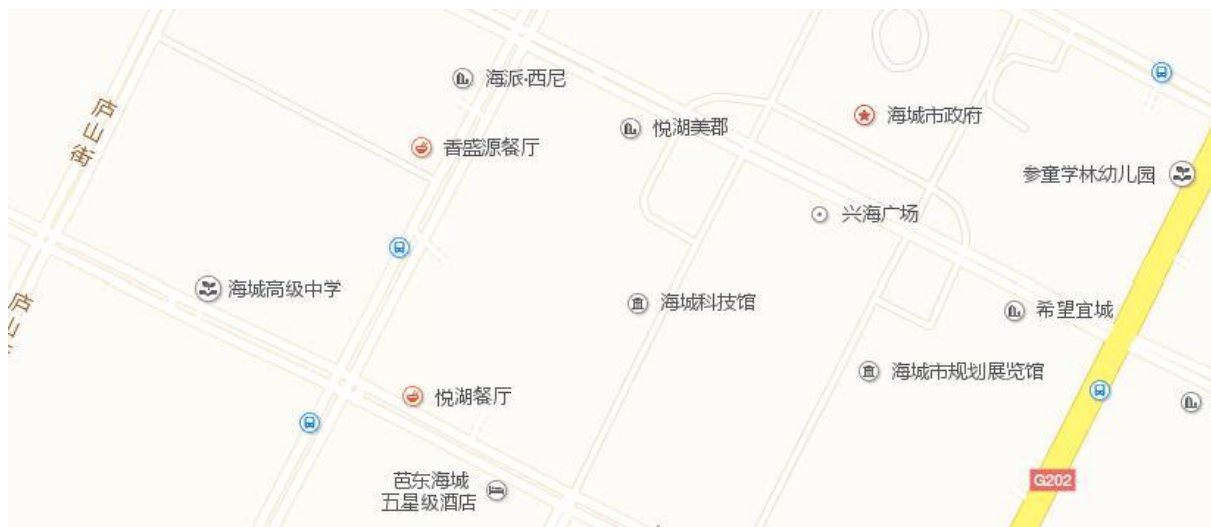 海派·西尼
庐山街
香盛源餐厅
悦湖美郡
海城市政府
参童学林幼儿园
兴海广场
海城高级中学
海城科技馆
希望宜城
庐山
海城市规划展览馆
悦湖餐厅
芭东海城
五星级酒店
G202